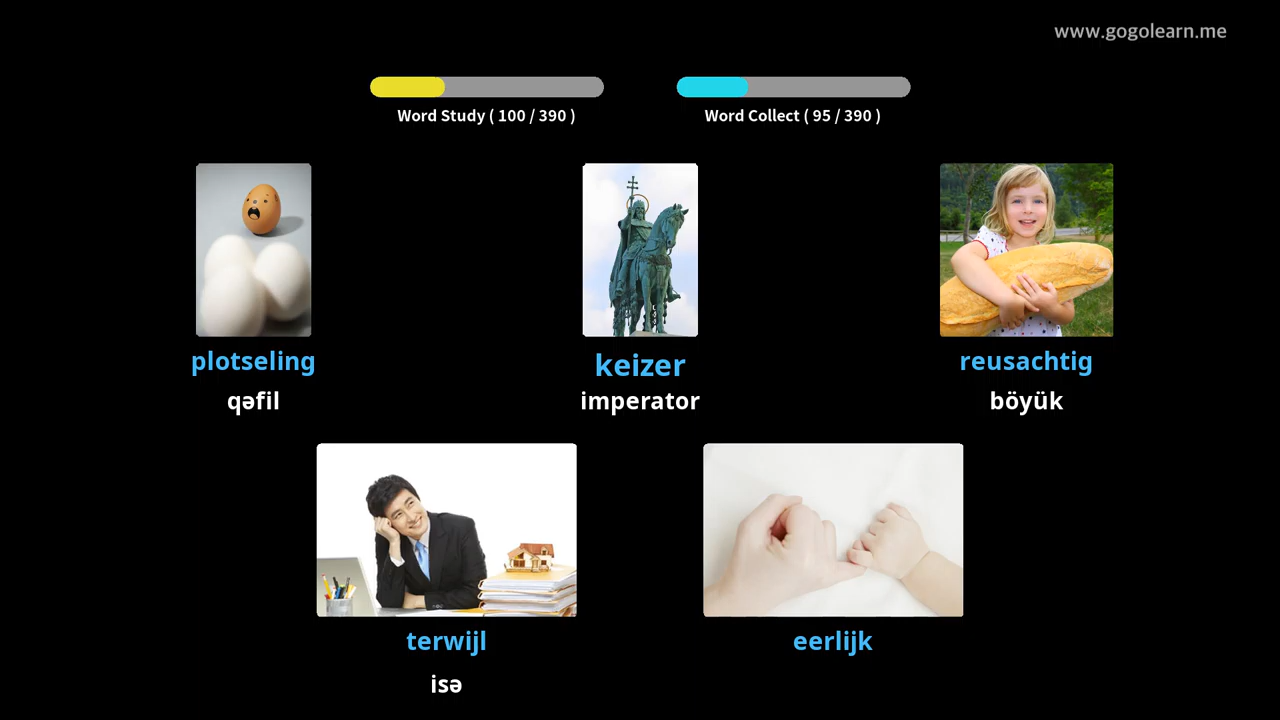 www.gogolearn.me
Word Study ( 100 / 390 )
Word Collect ( 95 / 390 )
plotseling
qəfil
keizer
imperator
reusachtig
böyük
terwijl
isə
eerlijk